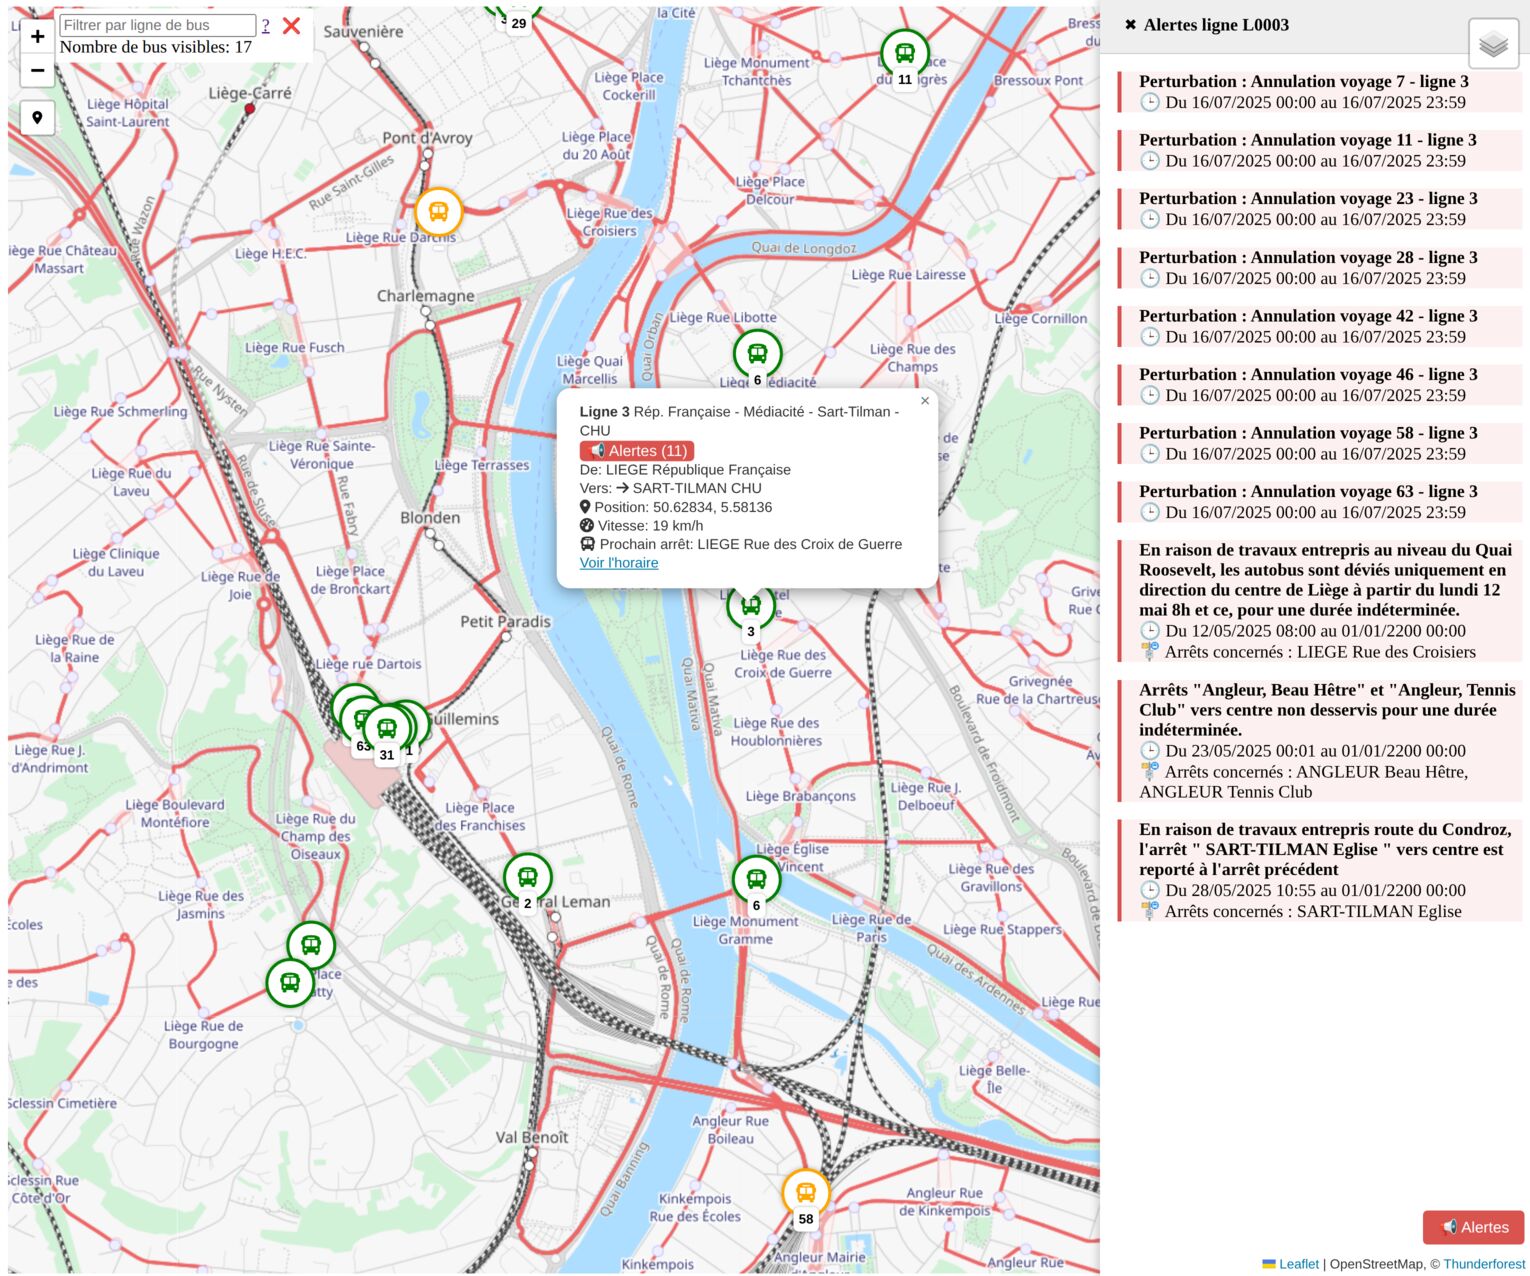 +
−
Filtrer par ligne de bus
?
Nombre de bus visibles: 17
29
Sauvenière
la Cité
Liège-Carré
Liège Hôpital
Saint-Laurent
Liège Place
Cockerill
Liège Monument
Tchantchès
11
Bressoux Pont
Pont d'Avroy
Liège Place
du 20 Août
Rue Saint-Gilles
Rue Wazon
Liège Place
Delcour
Liège Rue des
Croisiers
Liège Rue Darchis
Liège H.E.C.
Liège Rue Château
Massart
Quai de Longdoz
Liège Rue Lairesse
Charlemagne
Liège Rue Libotte
Liège Cornillon
Quai Orban
Liège Rue Fusch
Liège Quai
Marcellis
Liège Rue des
Champs
6
Liège Médiacité
Rue Nysten
Liège Rue Schmerling
Liège Rue Sainte-
Véronique
Liège Terrasses
Liège Rue du
Laveu
Rue de Sluse
Rue Fabry
Blonden
Liège Clinique
du Laveu
Liège Rue de
Joie
Liège Place
de Bronckart
Petit Paradis
Liège Rue de
la Raine
Liège rue Dartois
Guillemins
63
31
1
Liège Rue J.
d'Andrimont
×
Ligne 3 Rép. Française - Médiacité - Sart-Tilman -
CHU
Alertes (11)
De: LIEGE République Française
Vers: → SART-TILMAN CHU
Position: 50.62834, 5.58136
Vitesse: 19 km/h
Prochain arrêt: LIEGE Rue des Croix de Guerre
Voir l'horaire
3
Liège Rue des
Croix de Guerre
Grivegnée
Rue de la Chartreuse
Quai Mativa
Quai Mativa
Liège Rue des
Houblonnières
Boulevard de Froidmont
Quai de Rome
Liège Brabançons
Liège Rue J.
Delboeuf
Liège Boulevard
Montéfiore
Liège Rue du
Champ des
Oiseaux
Liège Place
des Franchises
Liège Église
Vincent
Liège Rue des
Gravillons
Boulevard de
2
Général Leman
6
Liège Rue des
Jasmins
Liège Monument
Gramme
Liège Rue de
Paris
Liège Rue Stappers
Quai de Rome
Quai de Rome
Quai des Ardennes
Liège Rue de
Bourgogne
Liège Rue
Liège Belle-
Île
Sclessin Cimetière
Angleur Rue
Boileau
Val Benoît
Quai Banning
Sclessin Rue
Côte d'Or
Kinkempois
Rue des Écoles
58
Angleur Rue
de Kinkempois
Kinkempois
Angleur Mairie
Angleur Rue
✖ Alertes ligne L0003
Perturbation : Annulation voyage 7 - ligne 3
Du 16/07/2025 00:00 au 16/07/2025 23:59
Perturbation : Annulation voyage 11 - ligne 3
Du 16/07/2025 00:00 au 16/07/2025 23:59
Perturbation : Annulation voyage 23 - ligne 3
Du 16/07/2025 00:00 au 16/07/2025 23:59
Perturbation : Annulation voyage 28 - ligne 3
Du 16/07/2025 00:00 au 16/07/2025 23:59
Perturbation : Annulation voyage 42 - ligne 3
Du 16/07/2025 00:00 au 16/07/2025 23:59
Perturbation : Annulation voyage 46 - ligne 3
Du 16/07/2025 00:00 au 16/07/2025 23:59
Perturbation : Annulation voyage 58 - ligne 3
Du 16/07/2025 00:00 au 16/07/2025 23:59
Perturbation : Annulation voyage 63 - ligne 3
Du 16/07/2025 00:00 au 16/07/2025 23:59
En raison de travaux entrepris au niveau du Quai
Roosevelt, les autobus sont déviés uniquement en
direction du centre de Liège à partir du lundi 12
mai 8h et ce, pour une durée indéterminée.
Du 12/05/2025 08:00 au 01/01/2200 00:00
Arrêts concernés : LIEGE Rue des Croisiers
Arrêts "Angleur, Beau Hêtre" et "Angleur, Tennis
Club" vers centre non desservis pour une durée
indéterminée.
Du 23/05/2025 00:01 au 01/01/2200 00:00
Arrêts concernés : ANGLEUR Beau Hêtre,
ANGLEUR Tennis Club
En raison de travaux entrepris route du Condroz,
l'arrêt " SART-TILMAN Eglise " vers centre est
reporté à l'arrêt précédent
Du 28/05/2025 10:55 au 01/01/2200 00:00
Arrêts concernés : SART-TILMAN Eglise
Alertes
Leaflet | OpenStreetMap, © Thunderforest